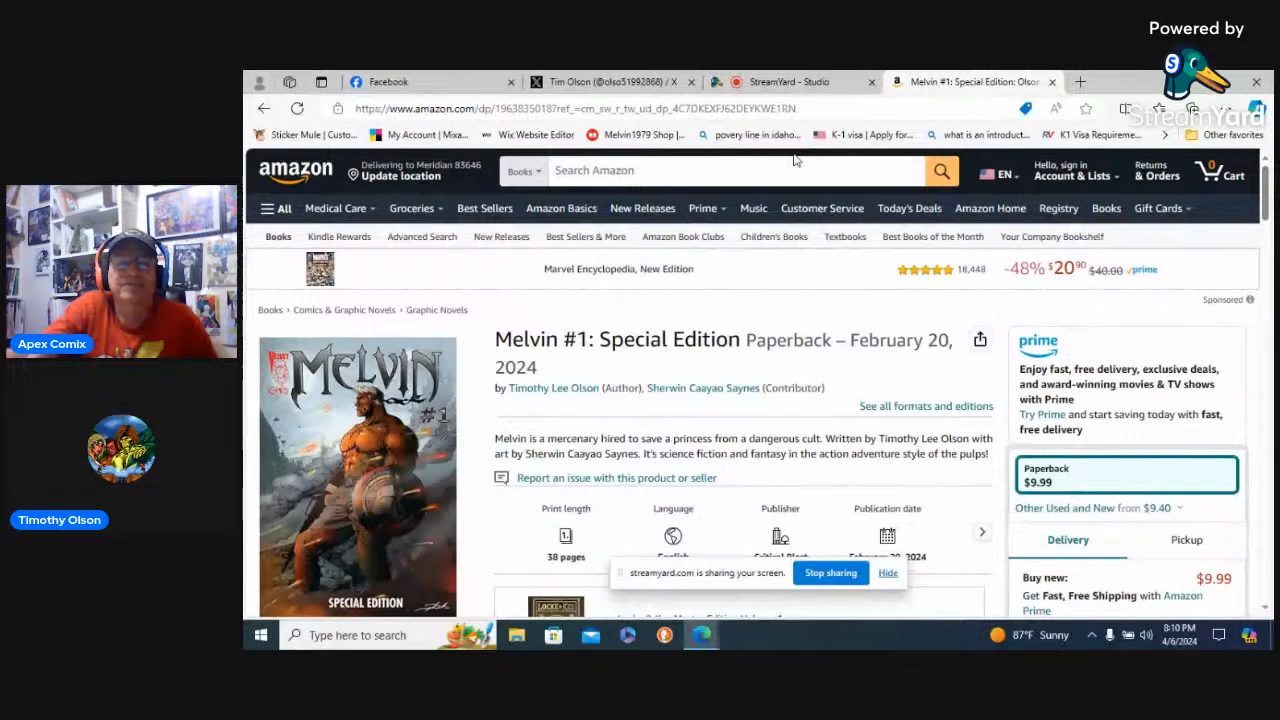 Powered by
StreamYard
Facebook
Tim Olson (@olso51992868) / X
StreamYard - Studio
Melvin #1: Special Edition: Olson
https://www.amazon.com/dp/1963835018?ref_=cm_sw_r_tw_ud_dp_4C7DKEXFJ62DEYKWE1RN
Sticker Mule | Custo...
My Account | Mixa...
Wix Website Editor
Melvin1979 Shop |...
povery line in idaho...
K-1 visa | Apply for...
what is an introduct...
K1 Visa Requireme...
Other favorites
amazon
Delivering to Meridian 83646
Update location
Books
Search Amazon
EN
Hello, sign in
Account & Lists
Returns
& Orders
0
Cart
All
Medical Care
Groceries
Best Sellers
Amazon Basics
New Releases
Prime
Music
Customer Service
Today's Deals
Amazon Home
Registry
Books
Gift Cards
Books
Kindle Rewards
Advanced Search
New Releases
Best Sellers & More
Amazon Book Clubs
Children's Books
Textbooks
Best Books of the Month
Your Company Bookshelf
Marvel Encyclopedia, New Edition
18,448
-48% $20⁹⁰ $40.00 prime
Sponsored
Books › Comics & Graphic Novels › Graphic Novels
MELVIN
#1
SPECIAL EDITION
Melvin #1: Special Edition Paperback – February 20,
2024
by Timothy Lee Olson (Author), Sherwin Caayao Saynes (Contributor)
See all formats and editions
Melvin is a mercenary hired to save a princess from a dangerous cult. Written by Timothy Lee Olson with
art by Sherwin Caayao Saynes. It's science fiction and fantasy in the action adventure style of the pulps!
Report an issue with this product or seller
Print length
38 pages
Language
English
Publisher
Critical Blast
Publication date
February 20, 2024
prime
Enjoy fast, free delivery, exclusive deals,
and award-winning movies & TV shows
with Prime
Try Prime and start saving today with fast,
free delivery
Paperback
$9.99
Other Used and New from $9.40
Delivery
Pickup
Buy new:
$9.99
Get Fast, Free Shipping with Amazon
Prime
streamyard.com is sharing your screen.
Stop sharing
Hide
LOCKE&KEY
Apex Comix
Timothy Olson
Type here to search
87°F Sunny
8:10 PM
4/6/2024